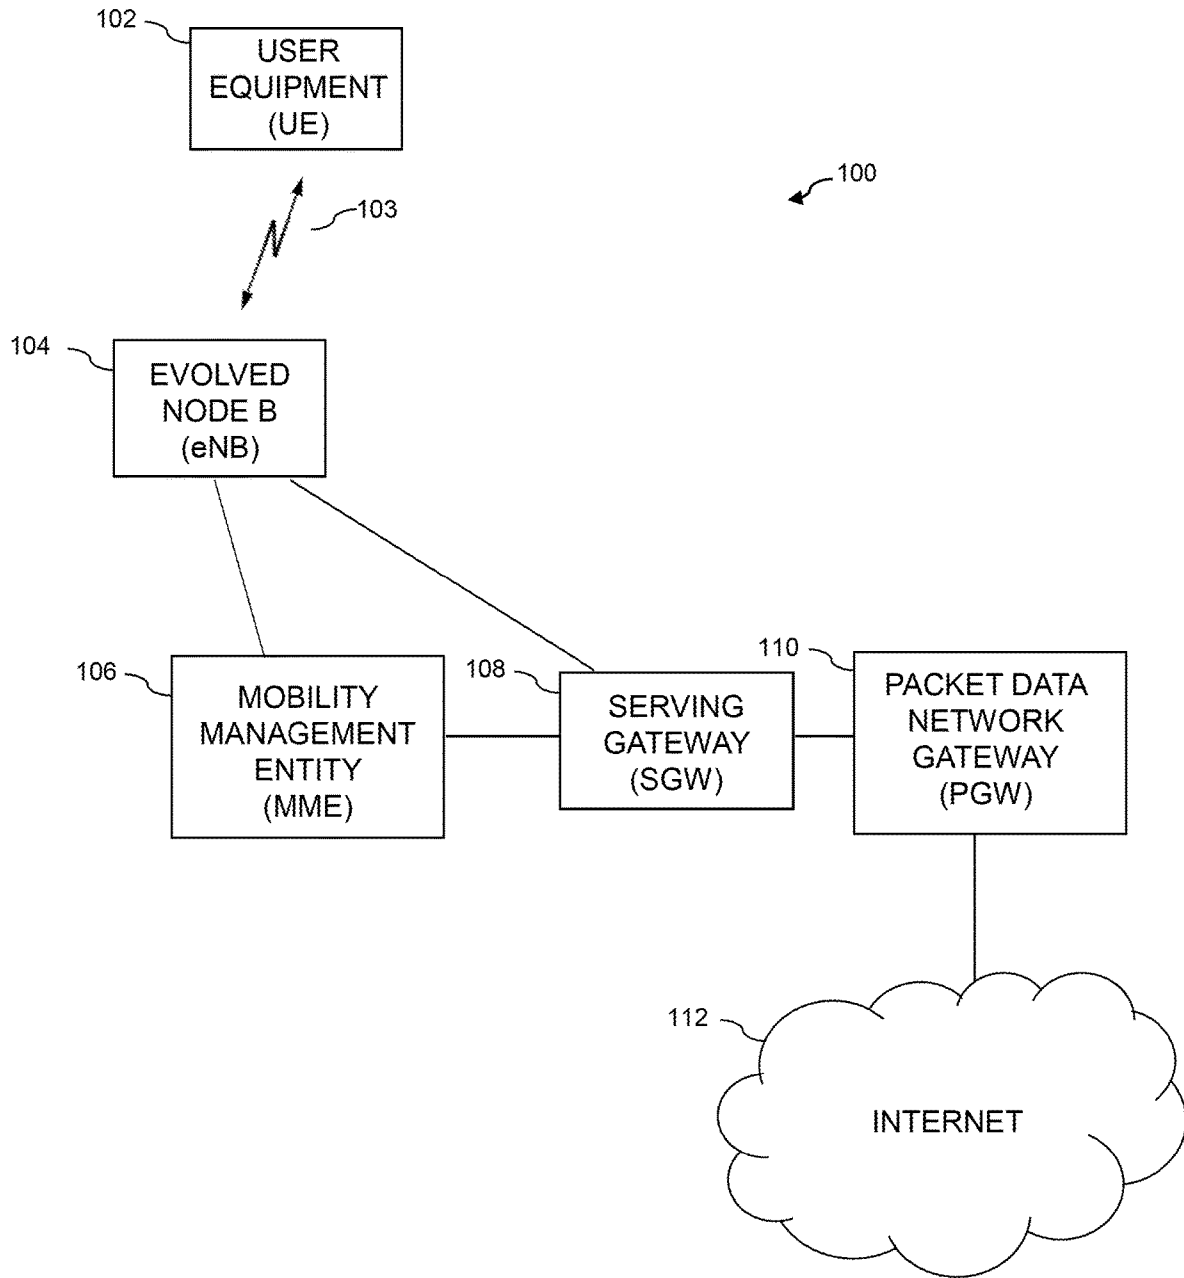 102
USER
EQUIPMENT
(UE)
100
103
104
EVOLVED
NODE B
(eNB)
106
MOBILITY
MANAGEMENT
ENTITY
(MME)
108
SERVING
GATEWAY
(SGW)
110
PACKET DATA
NETWORK
GATEWAY
(PGW)
112
INTERNET